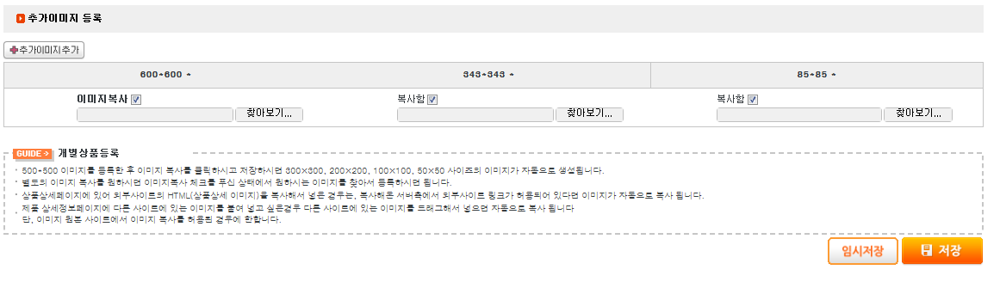 추가이미지 등록
추가이미지추가
600*600 * 343*343 * 85*85 *
이미지복사 복사함 복사함
찾아보기... 찾아보기... 찾아보기...
GUIDE 개별상품등록
500*500 이미지를 등록한 후 이미지 복사를 클릭하시고 저장하시면 300×300, 200×200, 100×100, 50×50 사이즈의 이미지가 자동으로 생성됩니다.
별도의 이미지 복사를 원하시면 이미지복사 체크를 푸신 상태에서 원하시는 이미지를 찾아서 등록하시면 됩니다.
상품상세페이지에 있어 외부사이트의 HTML(상품상세 이미지)을 복사해서 넣은 경우는, 복사해온 서버측에서 외부사이트 링크가 허용되어 있다면 이미지가 자동으로 복사 됩니다.
제품 상세정보페이지에 다른 사이트에 있는 이미지를 붙여 넣고 싶은경우 다른 사이트에 있는 이미지를 드래그해서 넣으면 자동으로 복사 됩니다
단, 이미지 원본 사이트에서 이미지 복사를 허용된 경우에 한합니다.
임시저장 저장